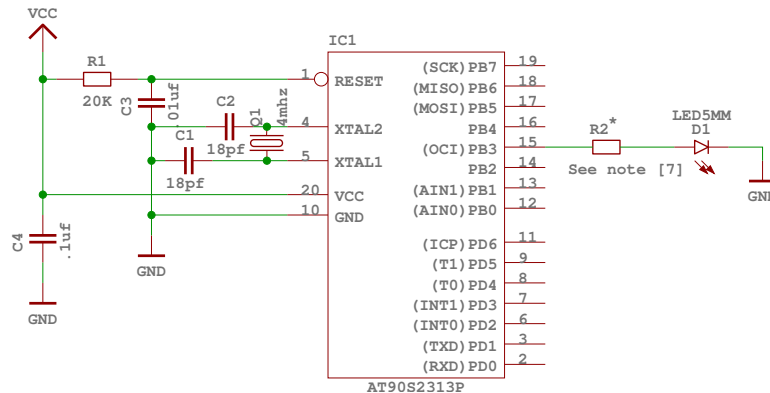 VCC
IC1
R1
20K
C3
.01uf
C2
18pf
Q1
4mhz
C1
18pf
C4
.1uf
GND
GND
1 RESET
4 XTAL2
5 XTAL1
20 VCC
10 GND
(SCK)PB7 19
(MISO)PB6 18
(MOSI)PB5 17
PB4 16
(OCI)PB3 15
PB2 14
(AIN1)PB1 13
(AIN0)PB0 12
(ICP)PD6 11
(T1)PD5 9
(T0)PD4 8
(INT1)PD3 7
(INT0)PD2 6
(TXD)PD1 3
(RXD)PD0 2
AT90S2313P
R2*
See note [7]
LED5MM
D1
GND